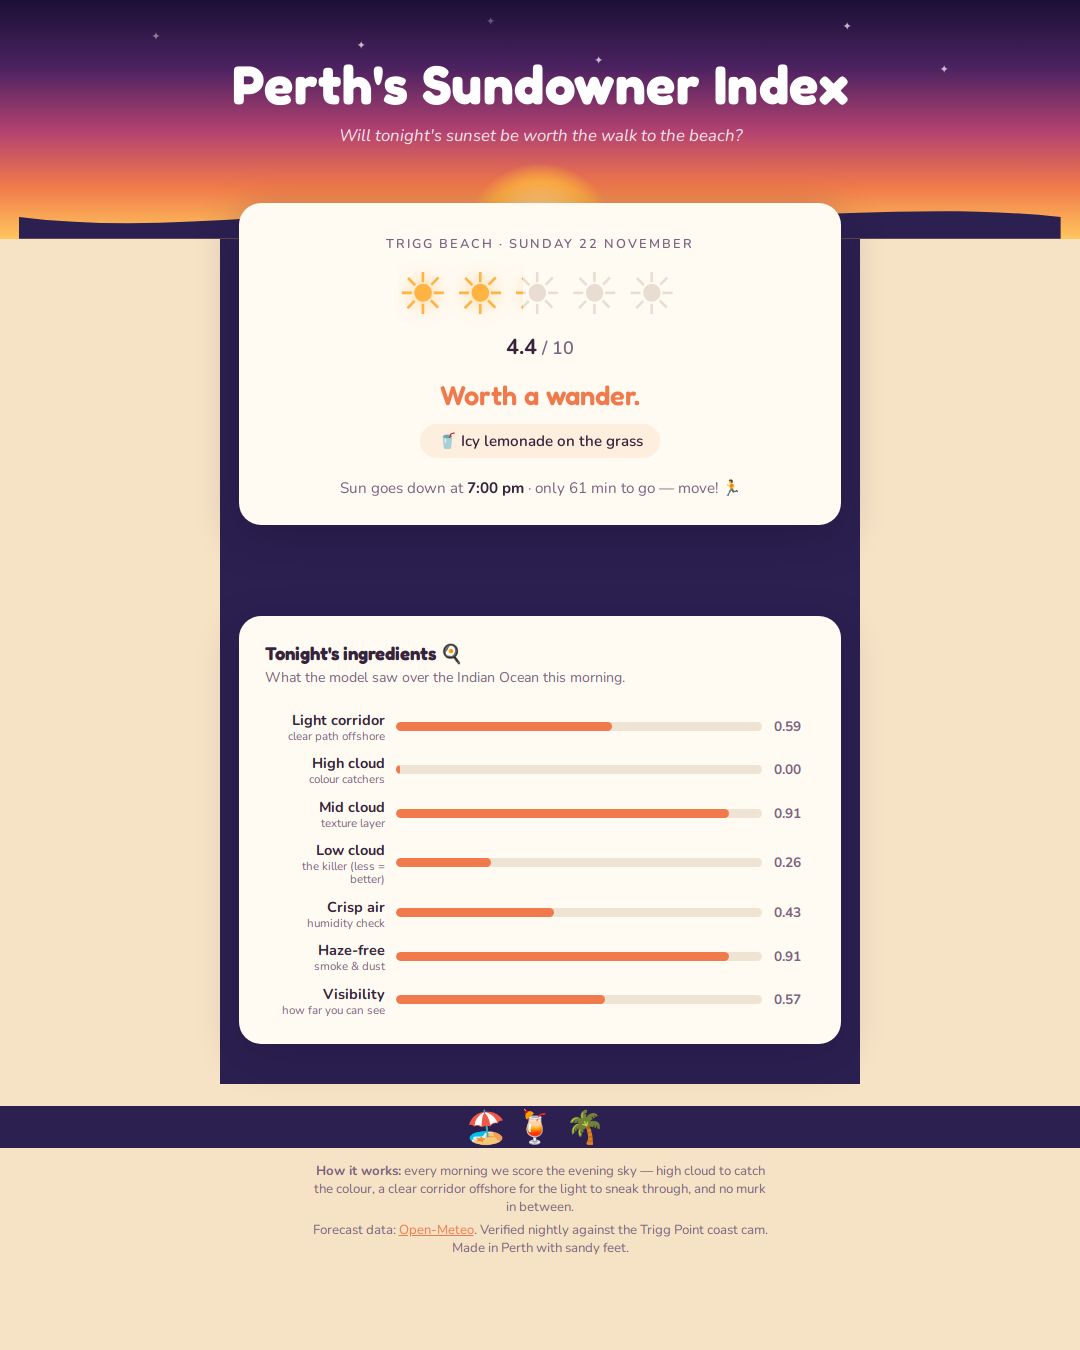 Perth's Sundowner Index
Will tonight's sunset be worth the walk to the beach?
TRIGG BEACH · SUNDAY 22 NOVEMBER
4.4 / 10
Worth a wander.
🥤 Icy lemonade on the grass
Sun goes down at 7:00 pm · only 61 min to go — move! 🏃
Tonight's ingredients 🍳
What the model saw over the Indian Ocean this morning.
Light corridor
clear path offshore
0.59
High cloud
colour catchers
0.00
Mid cloud
texture layer
0.91
Low cloud
the killer (less =
better)
0.26
Crisp air
humidity check
0.43
Haze-free
smoke & dust
0.91
Visibility
how far you can see
0.57
How it works: every morning we score the evening sky — high cloud to catch
the colour, a clear corridor offshore for the light to sneak through, and no murk
in between.
Forecast data: Open-Meteo. Verified nightly against the Trigg Point coast cam.
Made in Perth with sandy feet.